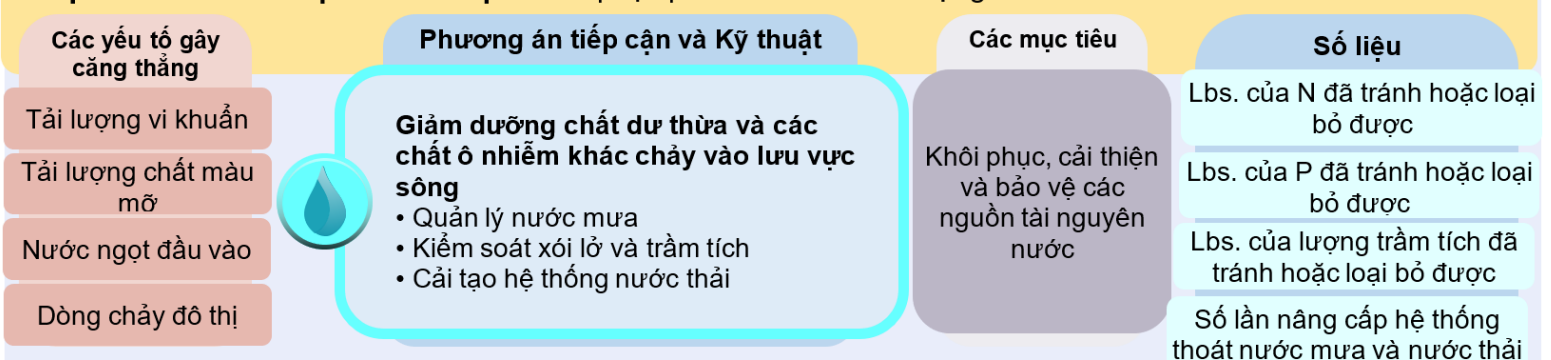 Các yếu tố gây
căng thẳng
Tải lượng vi khuẩn
Tải lượng chất màu
mỡ
Nước ngọt đầu vào
Dòng chảy đô thị
Phương án tiếp cận và Kỹ thuật
Giảm dưỡng chất dư thừa và các
chất ô nhiễm khác chảy vào lưu vực
sông
• Quản lý nước mưa
• Kiểm soát xói lở và trầm tích
• Cải tạo hệ thống nước thải
Các mục tiêu
Khôi phục, cải thiện
và bảo vệ các
nguồn tài nguyên
nước
Số liệu
Lbs. của N đã tránh hoặc loại
bỏ được
Lbs. của P đã tránh hoặc loại
bỏ được
Lbs. của lượng trầm tích đã
tránh hoặc loại bỏ được
Số lần nâng cấp hệ thống
thoát nước mưa và nước thải